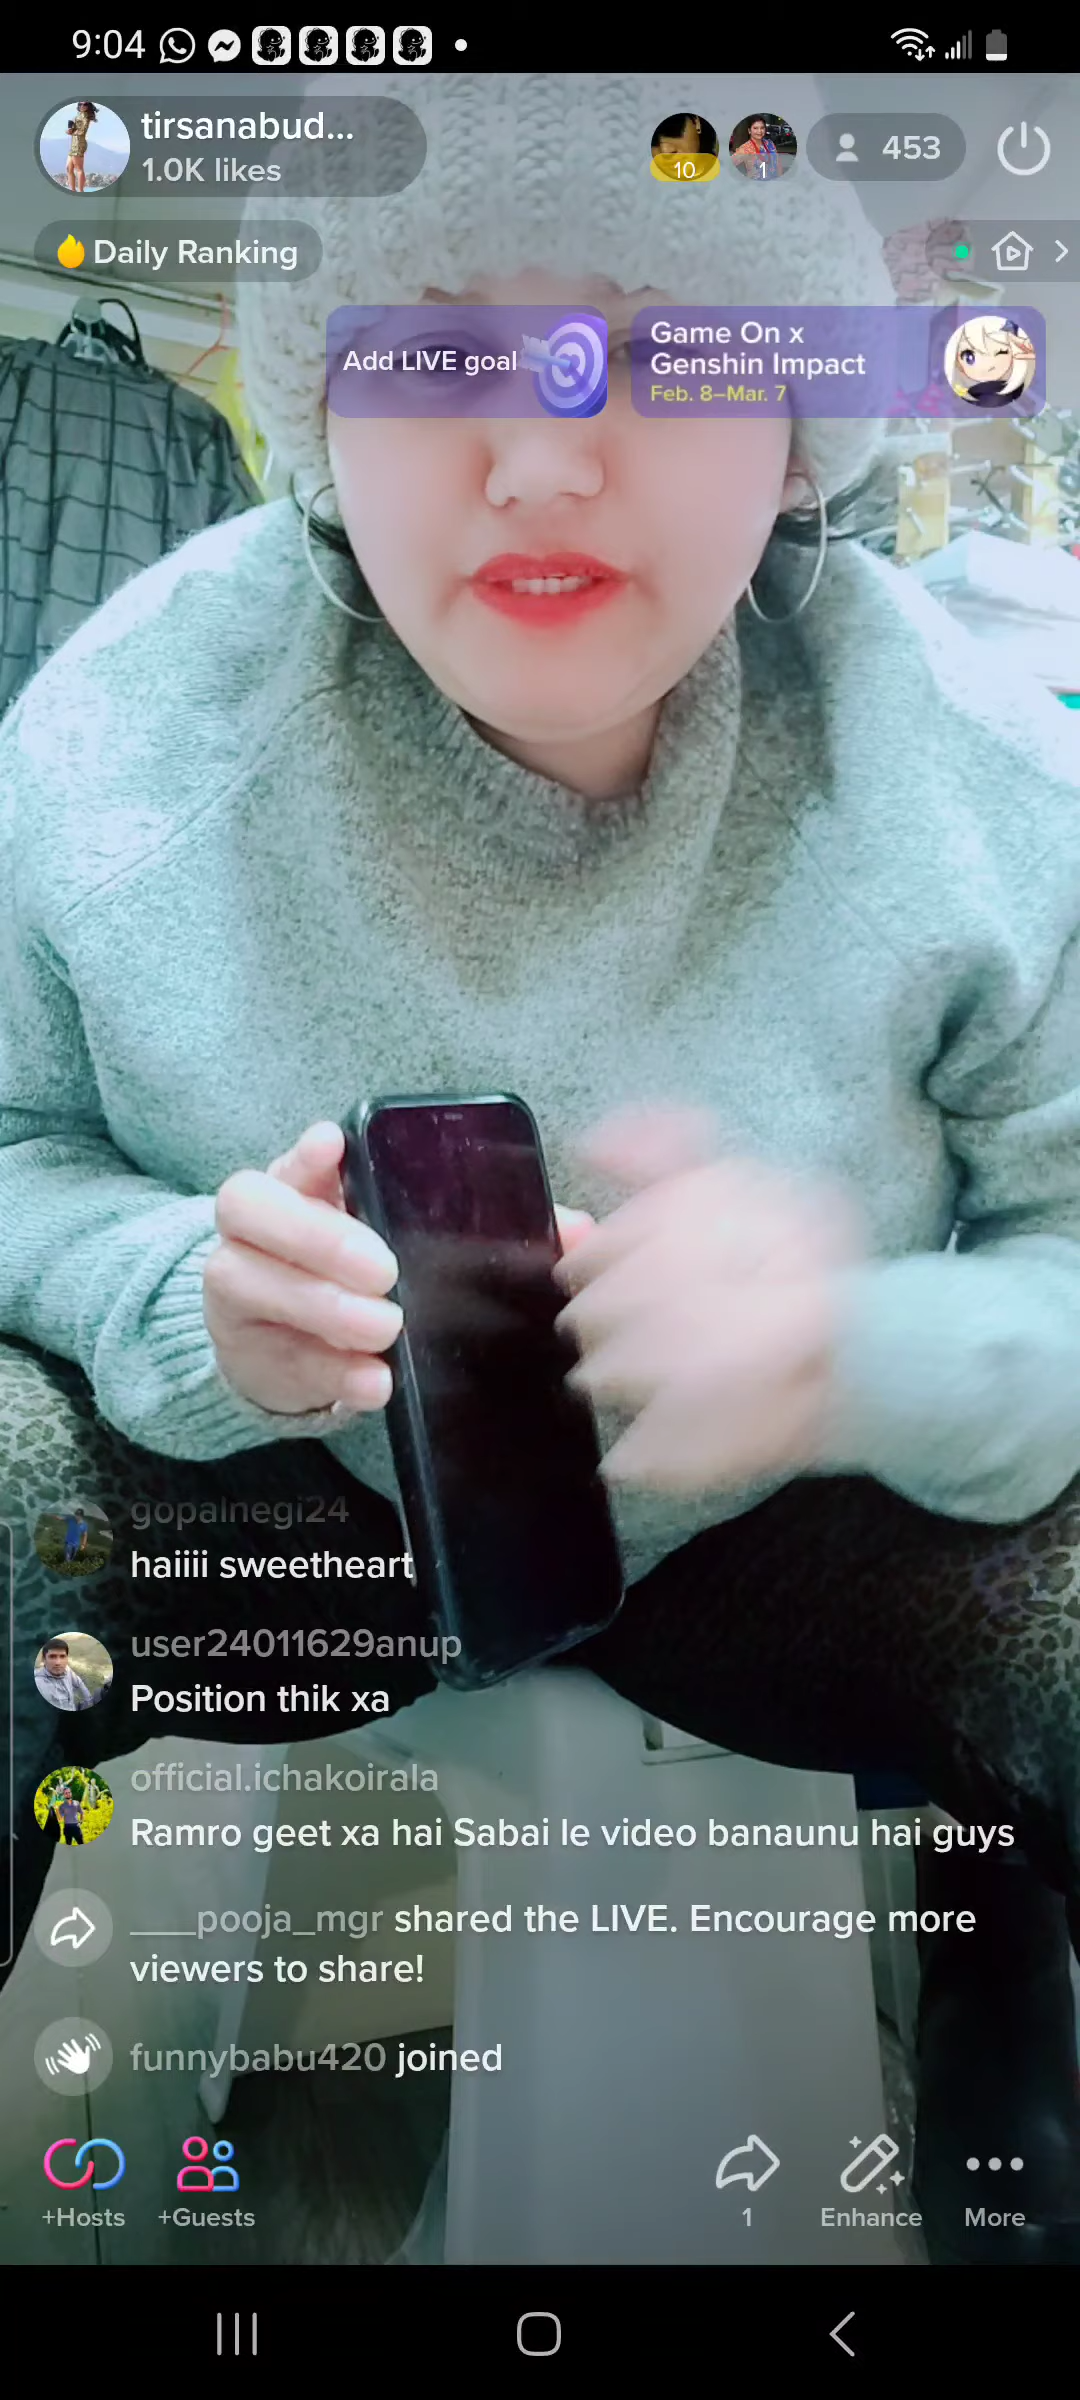 9:04
tirsanabud...
1.0K likes
10
1
453
Daily Ranking
Add LIVE goal
Game On x
Genshin Impact
Feb. 8–Mar. 7
gopalnegi24
haiiii sweetheart
user24011629anup
Position thik xa
official.ichakoirala
Ramro geet xa hai Sabai le video banaunu hai guys
___pooja_mgr shared the LIVE. Encourage more
viewers to share!
funnybabu420 joined
+Hosts
+Guests
1
Enhance
More